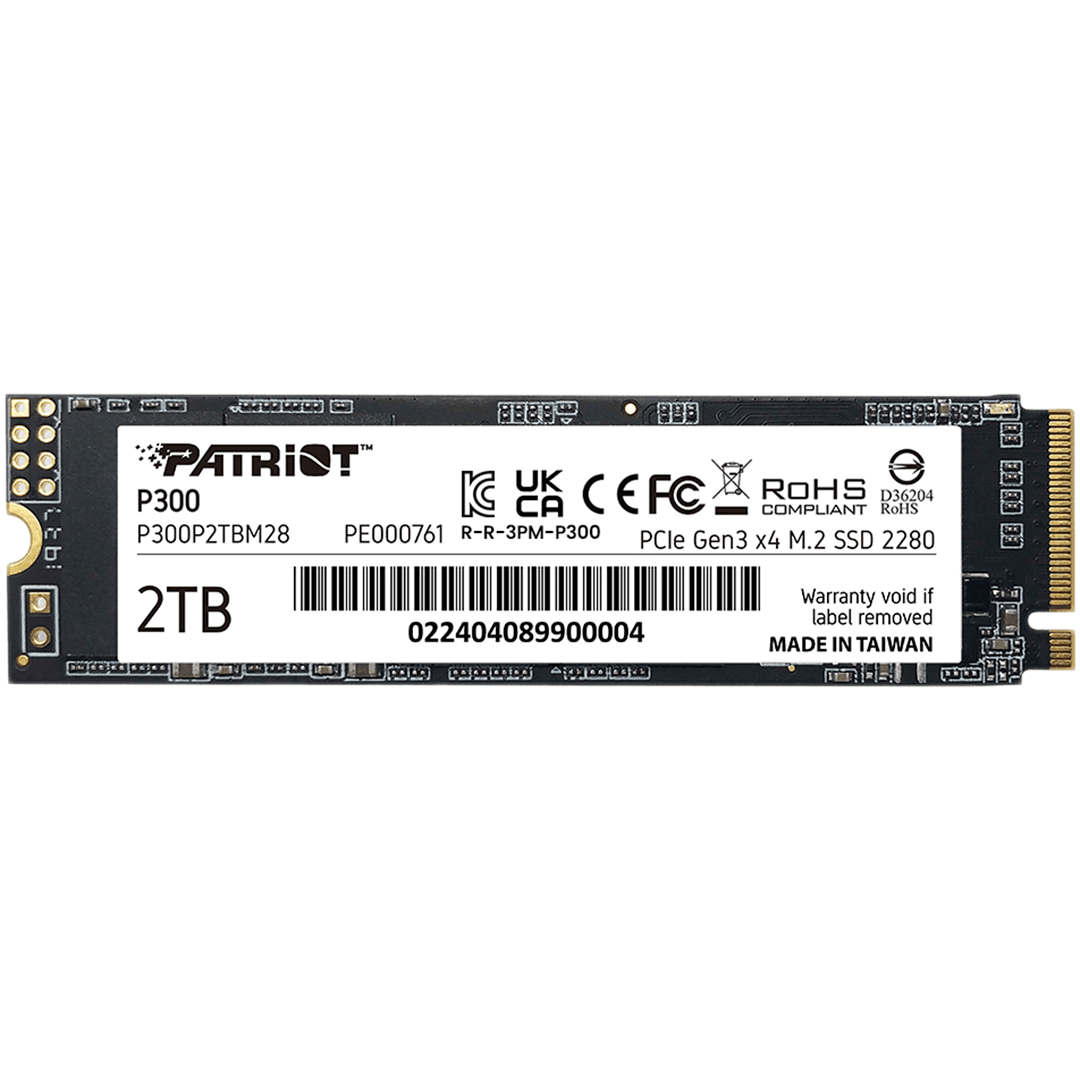 PATRIOT™
P300
P300P2TBM28
PE000761
UK
CA
CE FC
R-R-3PM-P300
RoHS
COMPLIANT
D36204
RoHS
PCIe Gen3 x4 M.2 SSD 2280
2TB
022404089900004
Warranty void if
label removed
MADE IN TAIWAN